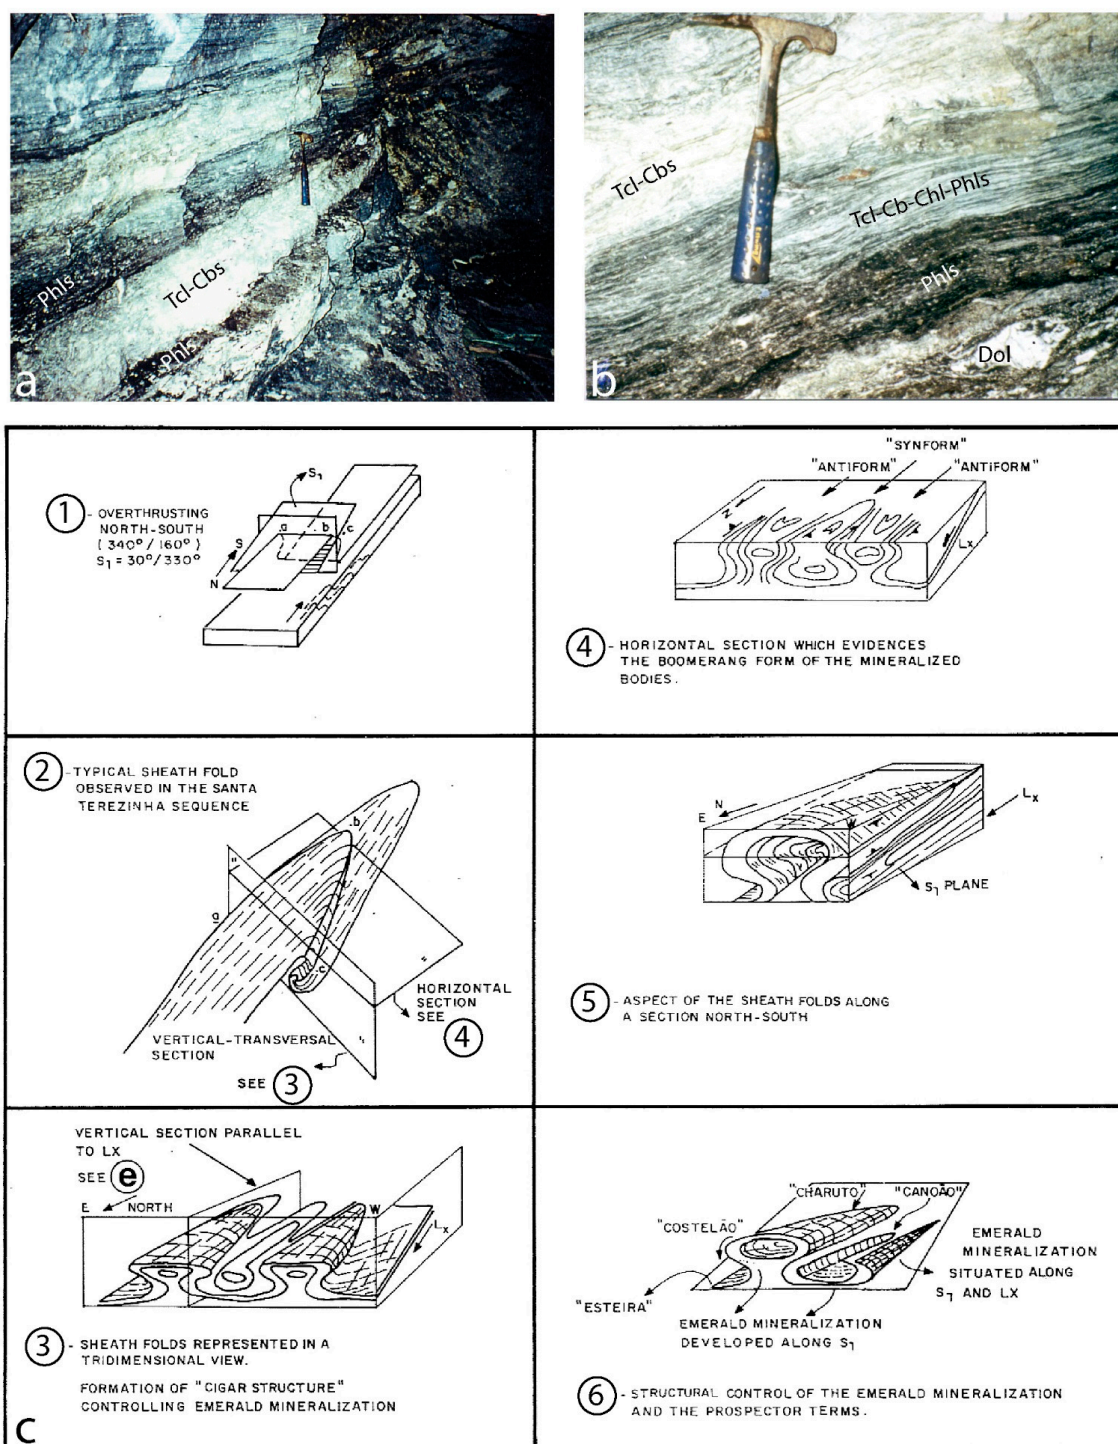 Phls
Tcl-Cbs
Phls
a
Tcl-Cbs
Tcl-Cb-Chl-Phls
Phls
Dol
b
1 - OVERTHRUSTING
NORTH-SOUTH
(340°/160°)
S1 = 30°/330°
S1
a
b
c
S
N
2 - TYPICAL SHEATH FOLD
OBSERVED IN THE SANTA
TEREZINHA SEQUENCE
b
a
c
HORIZONTAL
SECTION
SEE 4
VERTICAL-TRANSVERSAL
SECTION
SEE 3
VERTICAL SECTION PARALLEL
TO LX
SEE e
E NORTH W
Lx
3 - SHEATH FOLDS REPRESENTED IN A
TRIDIMENSIONAL VIEW.
FORMATION OF "CIGAR STRUCTURE"
CONTROLLING EMERALD MINERALIZATION
c
"SYNFORM"
"ANTIFORM" "ANTIFORM"
N
Lx
4 - HORIZONTAL SECTION WHICH EVIDENCES
THE BOOMERANG FORM OF THE MINERALIZED
BODIES.
N
E
W
Lx
S1 PLANE
5 - ASPECT OF THE SHEATH FOLDS ALONG
A SECTION NORTH-SOUTH
"CHARUTO" "CANOÃO"
"COSTELÃO"
EMERALD
MINERALIZATION
SITUATED ALONG
S1 AND LX
"ESTEIRA"
EMERALD MINERALIZATION
DEVELOPED ALONG S1
6 - STRUCTURAL CONTROL OF THE EMERALD MINERALIZATION
AND THE PROSPECTOR TERMS.